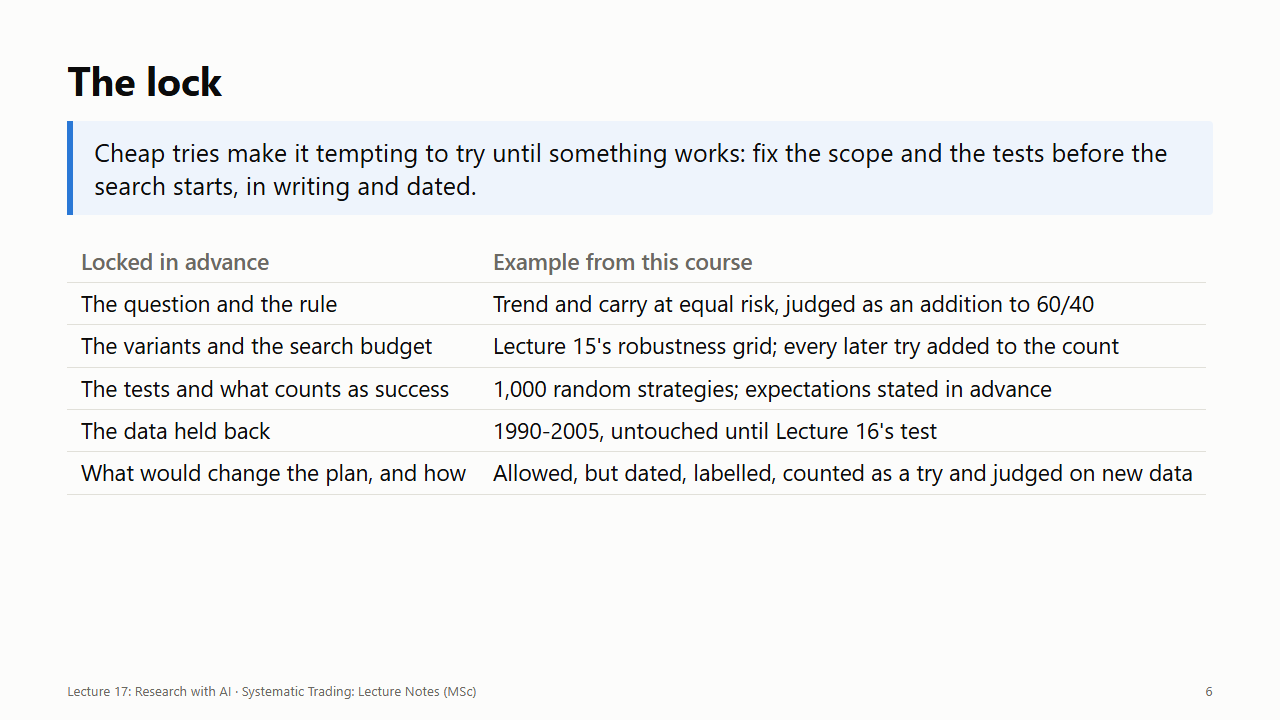 The lock
Cheap tries make it tempting to try until something works: fix the scope and the tests before the
search starts, in writing and dated.
Locked in advance Example from this course
The question and the rule Trend and carry at equal risk, judged as an addition to 60/40
The variants and the search budget Lecture 15's robustness grid; every later try added to the count
The tests and what counts as success 1,000 random strategies; expectations stated in advance
The data held back 1990-2005, untouched until Lecture 16's test
What would change the plan, and how Allowed, but dated, labelled, counted as a try and judged on new data
Lecture 17: Research with AI · Systematic Trading: Lecture Notes (MSc) 6